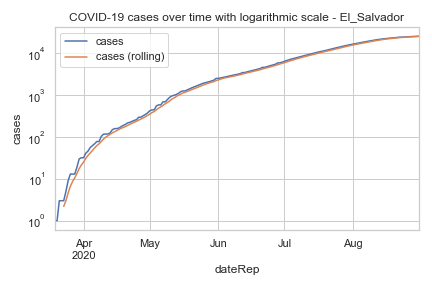 COVID-19 cases over time with logarithmic scale - El_Salvador
cases
cases (rolling)
10⁴
10³
10²
10¹
10⁰
cases
Apr
2020
May
Jun
Jul
Aug
dateRep